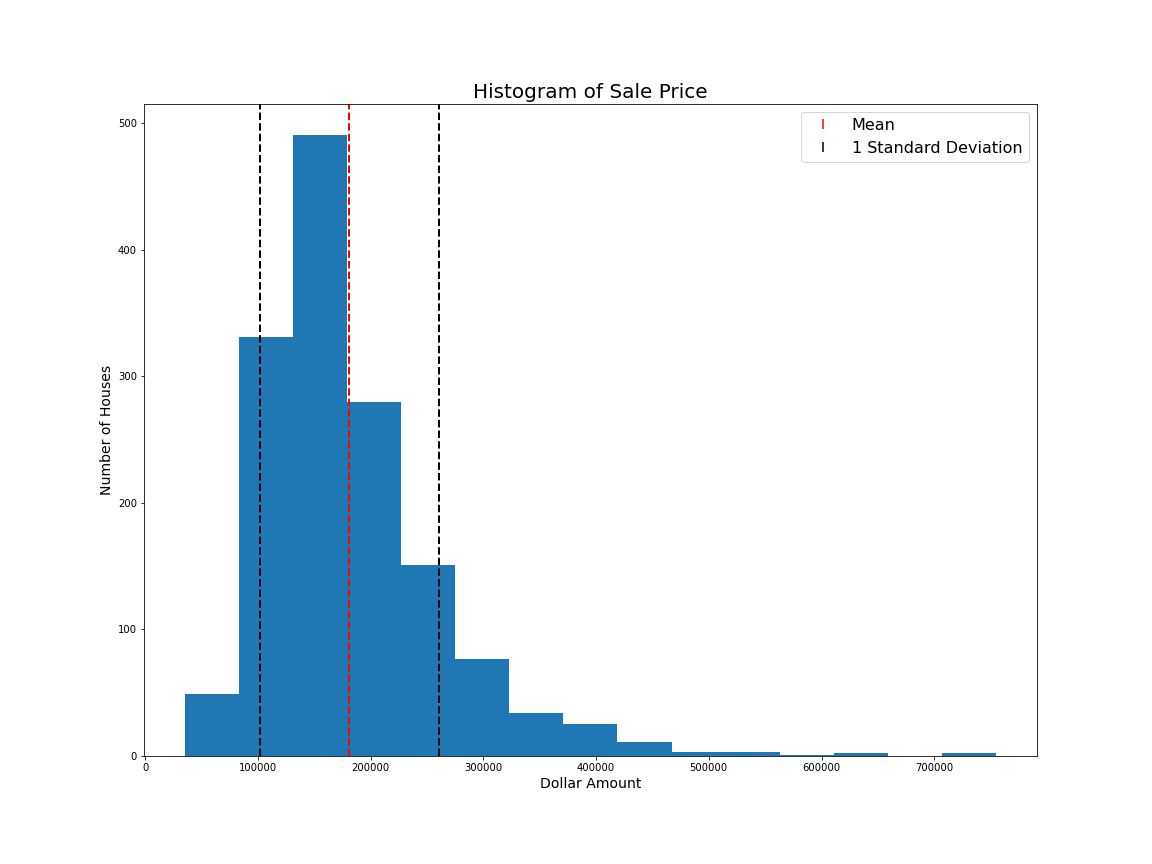 Histogram of Sale Price
Mean
1 Standard Deviation
500
400
300
200
100
0
Number of Houses
0 100000 200000 300000 400000 500000 600000 700000
Dollar Amount